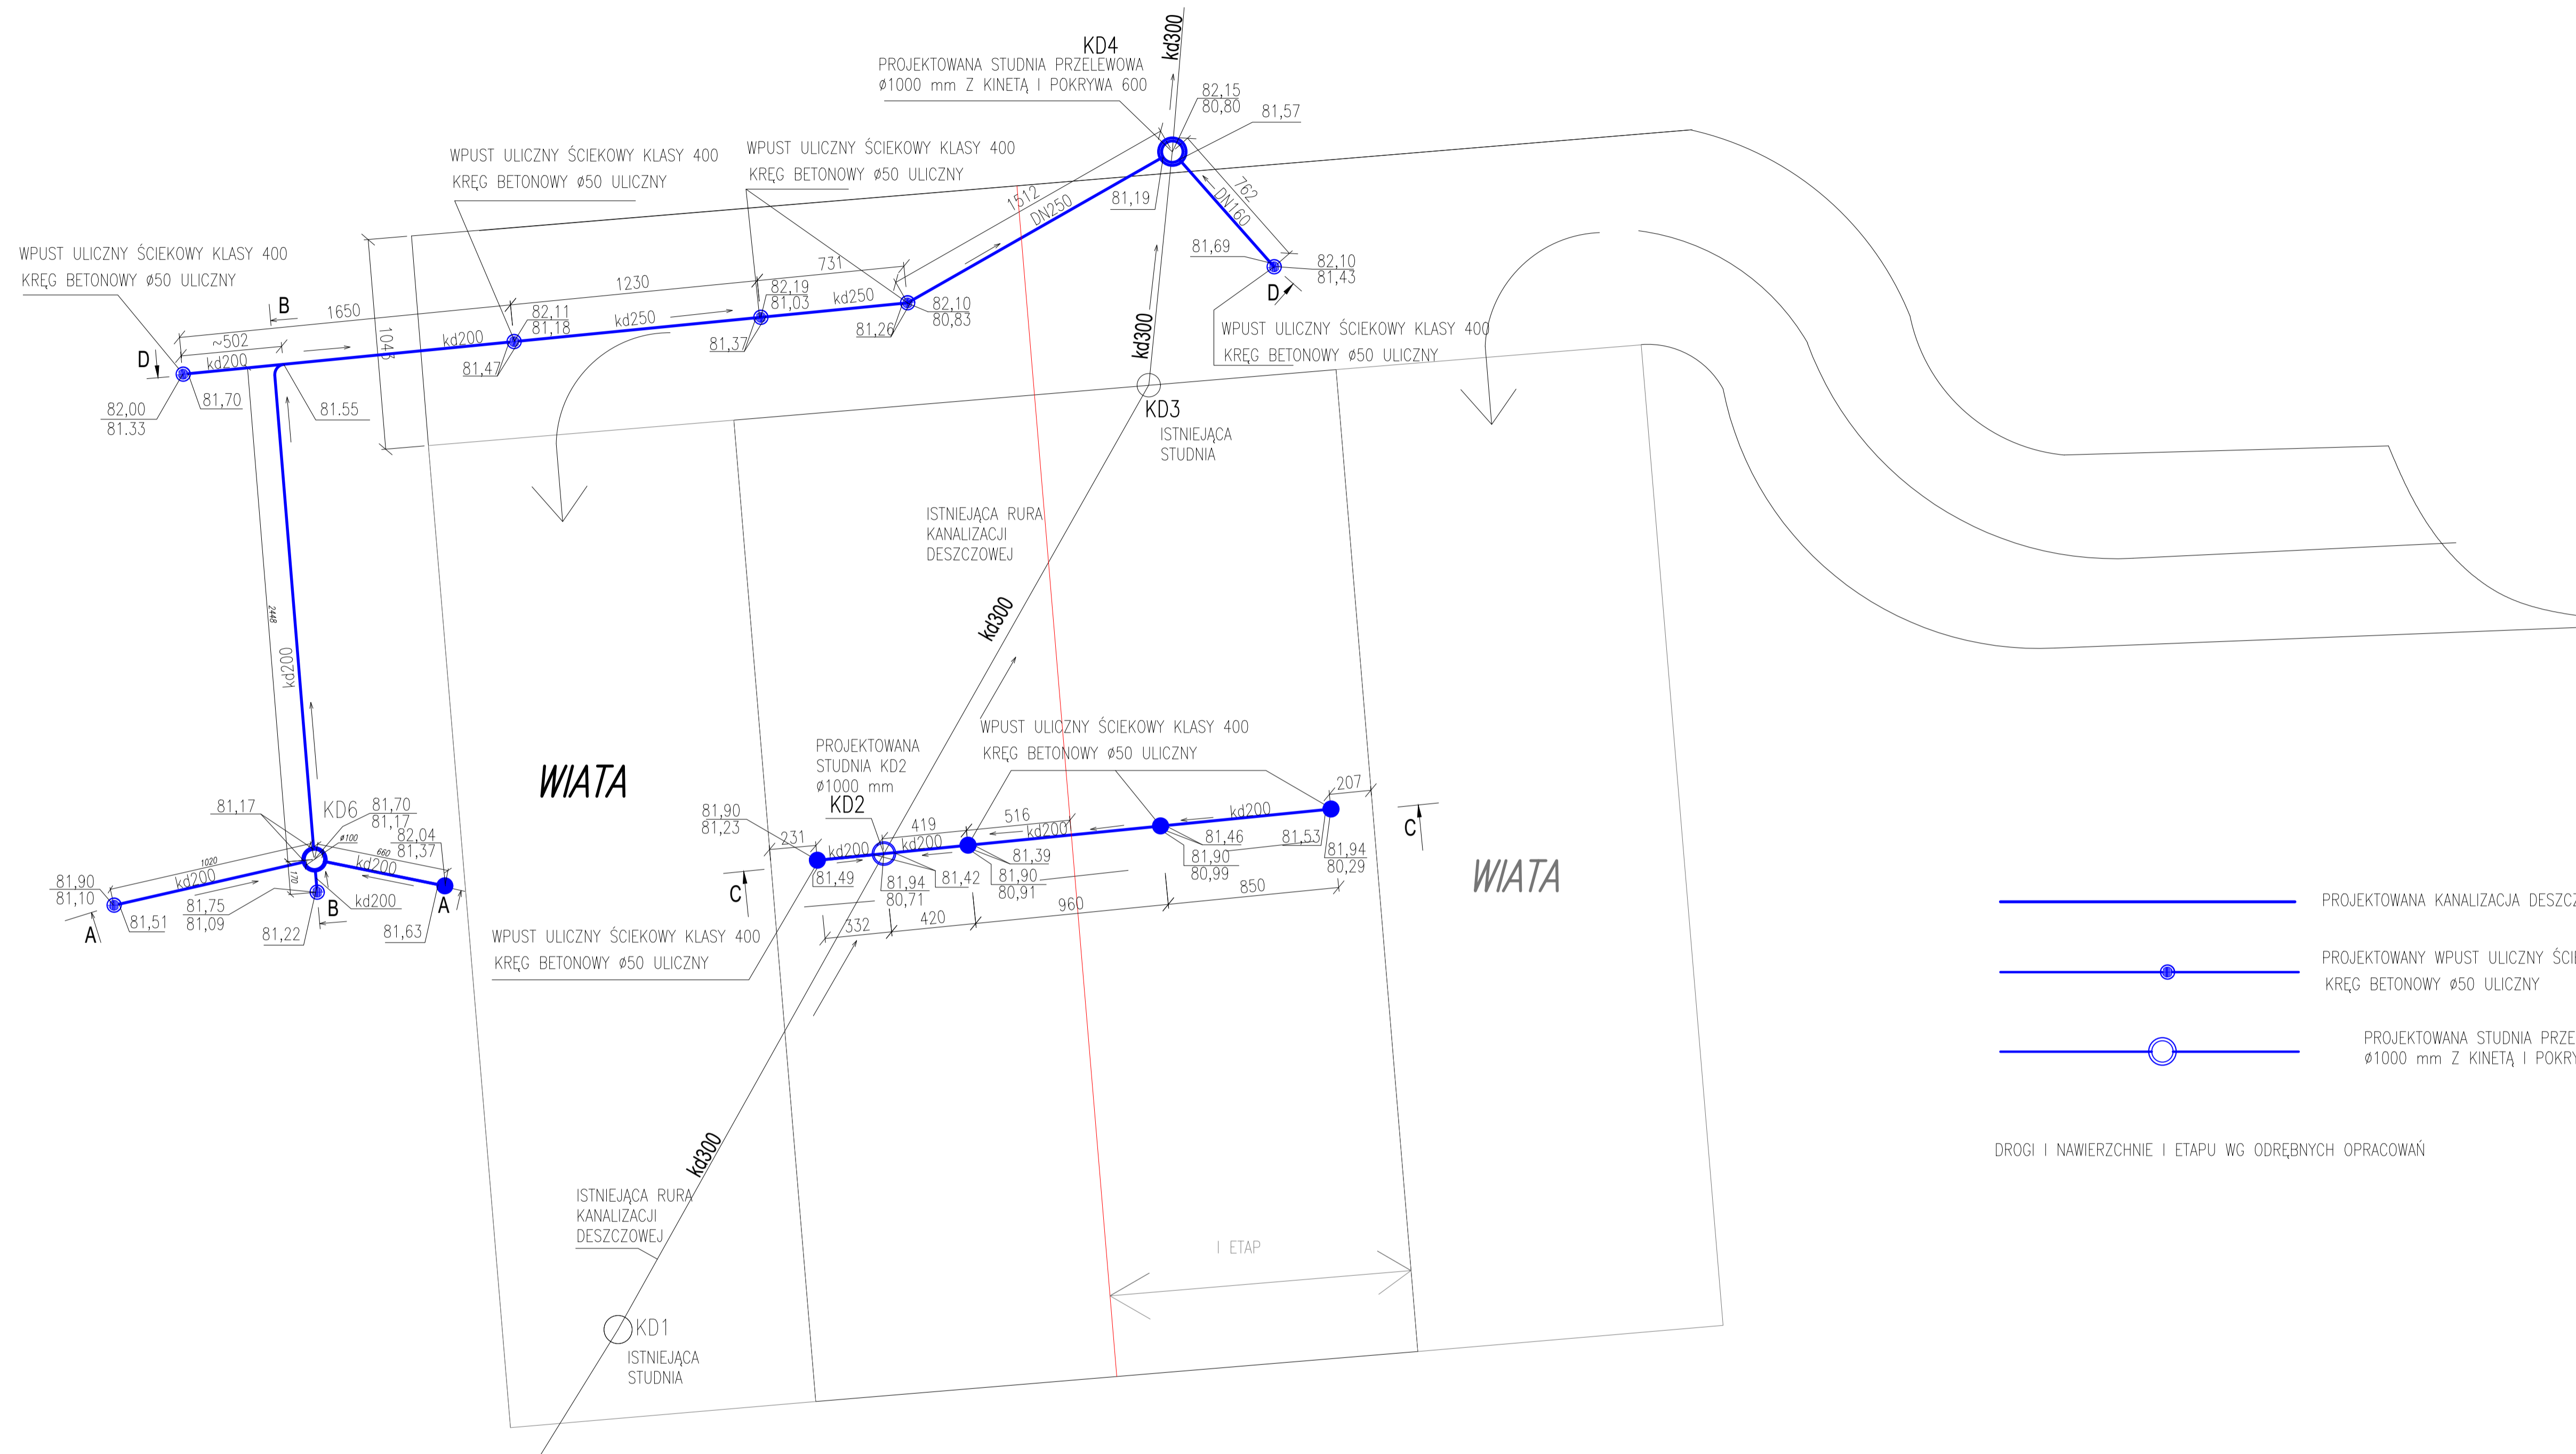 kd300
KD4
PROJEKTOWANA STUDNIA PRZELEWOWA
ø1000 mm Z KINETĄ I POKRYWA 600
82,15
80,80
81,57
WPUST ULICZNY ŚCIEKOWY KLASY 400
KRĘG BETONOWY ø50 ULICZNY
WPUST ULICZNY ŚCIEKOWY KLASY 400
KRĘG BETONOWY ø50 ULICZNY
WPUST ULICZNY ŚCIEKOWY KLASY 400
KRĘG BETONOWY ø50 ULICZNY
1512
DN250
81,19
762
DN160
81,69
82,10
81,43
D
WPUST ULICZNY ŚCIEKOWY KLASY 400
KRĘG BETONOWY ø50 ULICZNY
B
1650
1230
731
82,19
81,03
kd250
82,10
80,83
81,26
82,11
81,18
kd250
81,37
1043
kd200
81,47
~502
kd200
D
81,70
82,00
81.33
81.55
kd300
KD3
ISTNIEJĄCA
STUDNIA
ISTNIEJĄCA RURA
KANALIZACJI
DESZCZOWEJ
kd300
2448
kd200
WIATA
PROJEKTOWANA
STUDNIA KD2
ø1000 mm
KD2
WPUST ULICZNY ŚCIEKOWY KLASY 400
KRĘG BETONOWY ø50 ULICZNY
207
81,90
81,23
231
419
516
kd200
kd200
kd200
kd200
81,49
81,94
80,71
81,42
81,39
81,90
80,91
81,46
81,90
80,99
81,53
81,94
80,29
C
C
332
420
960
850
WIATA
81,17
KD6
81,70
81,17
ø100
82,04
81,37
1020
660
kd200
kd200
170
81,90
81,10
81,51
A
81,75
81,09
81,22
B
kd200
81,63
A
WPUST ULICZNY ŚCIEKOWY KLASY 400
KRĘG BETONOWY ø50 ULICZNY
kd300
ISTNIEJĄCA RURA
KANALIZACJI
DESZCZOWEJ
KD1
ISTNIEJĄCA
STUDNIA
I ETAP
PROJEKTOWANA KANALIZACJA DESZCZ
PROJEKTOWANY WPUST ULICZNY ŚCI
KRĘG BETONOWY ø50 ULICZNY
PROJEKTOWANA STUDNIA PRZE
ø1000 mm Z KINETĄ I POKRY
DROGI I NAWIERZCHNIE I ETAPU WG ODRĘBNYCH OPRACOWAŃ